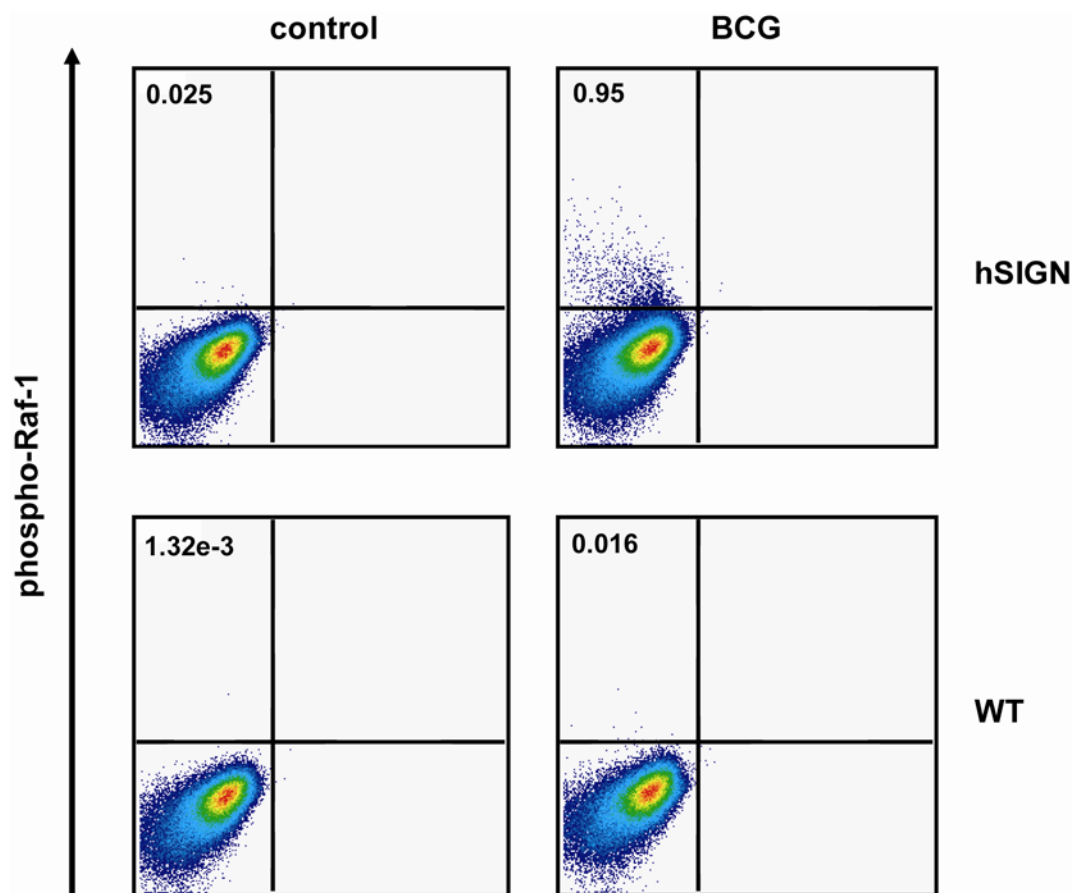 control BCG
0.025 0.95
hSIGN
phospho-Raf-1
1.32e-3 0.016
WT